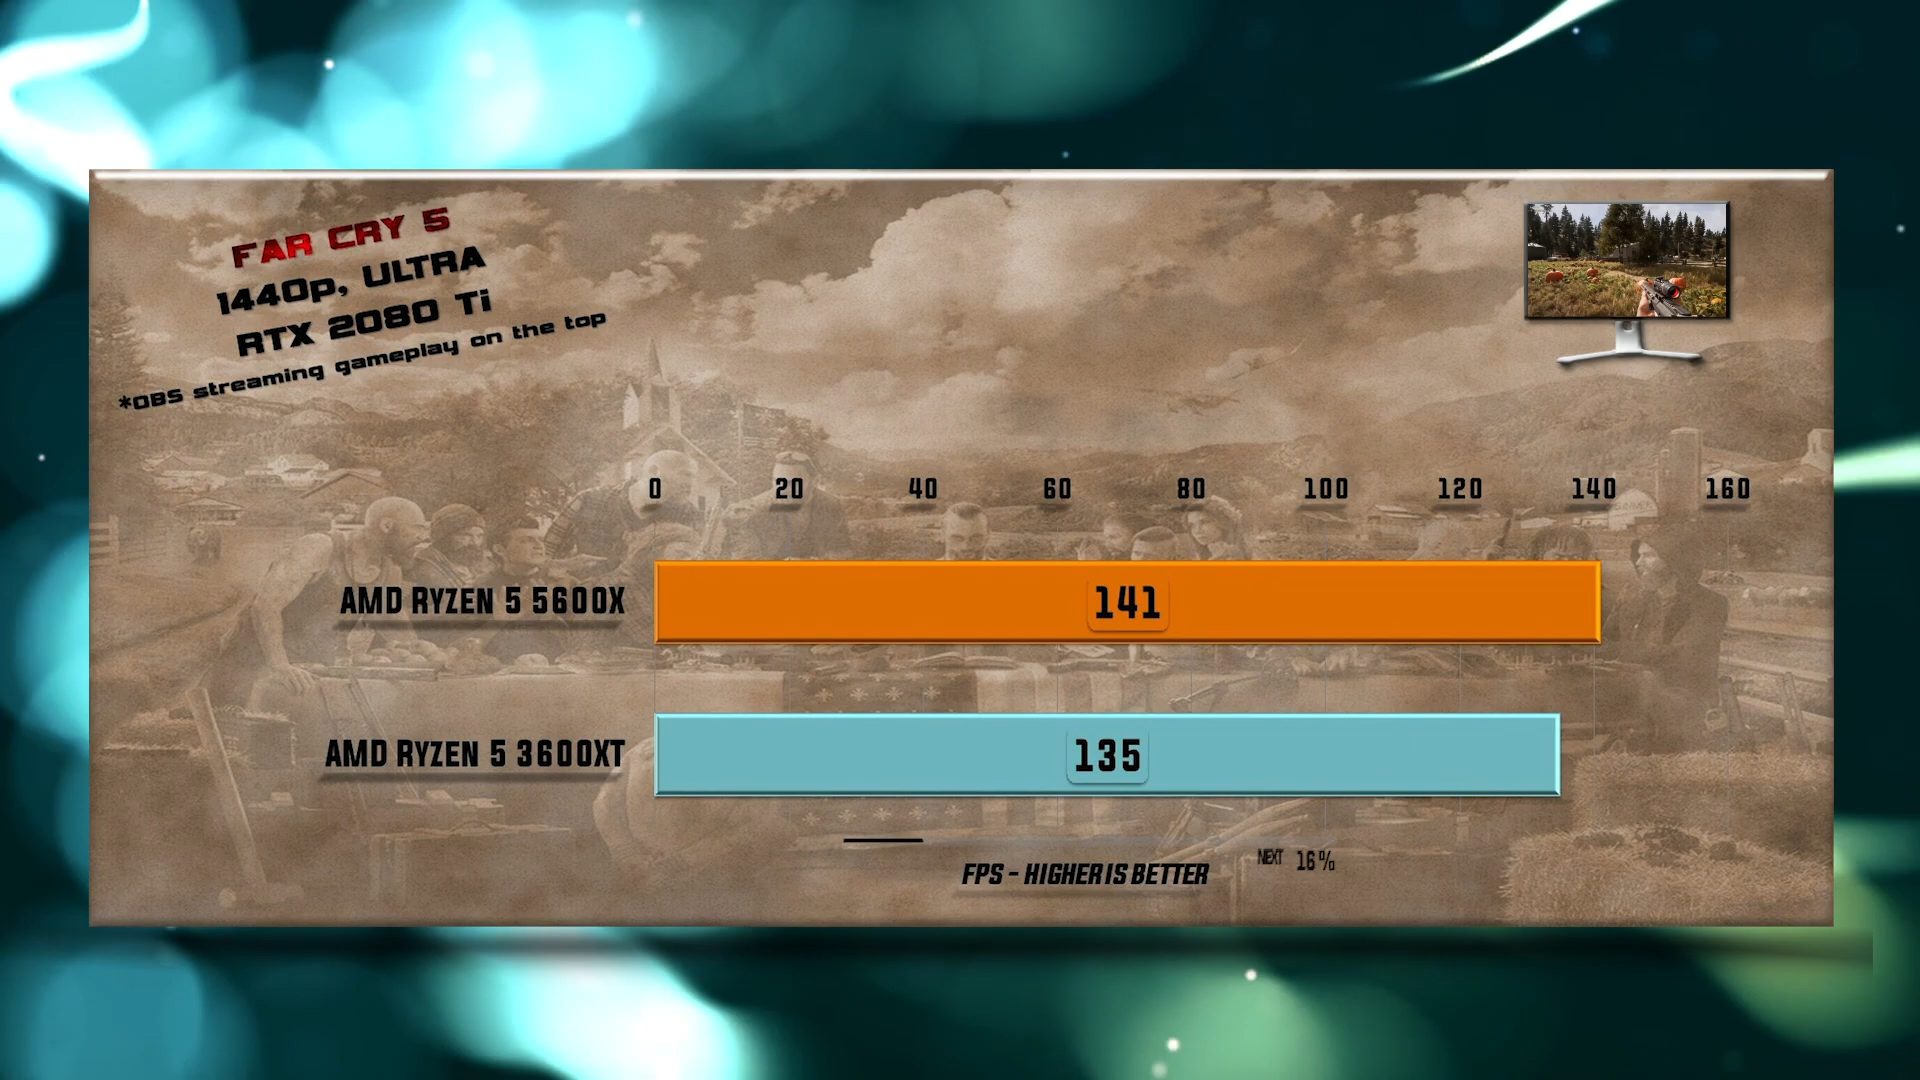 FAR CRY 5
1440p, ULTRA
RTX 2080 Ti
*OBS streaming gameplay on the top
0 20 40 60 80 100 120 140 160
AMD RYZEN 5 5600X 141
AMD RYZEN 5 3600XT 135
FPS - HIGHER IS BETTER
NEXT 16%